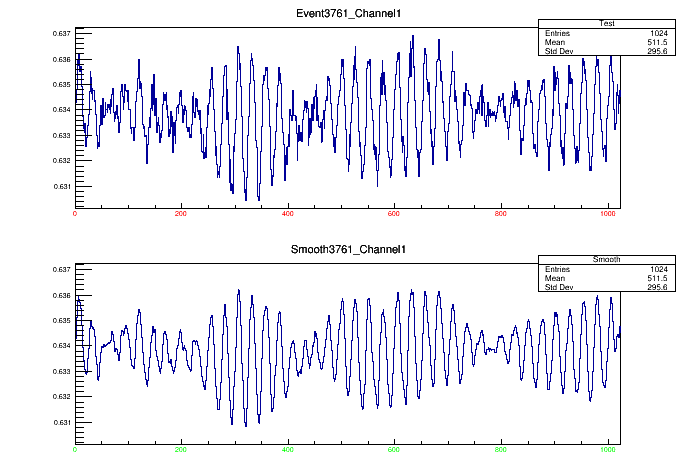 Event3761_Channel1
Test
Entries 1024
Mean 511.5
Std Dev 295.6
0.637
0.636
0.635
0.634
0.633
0.632
0.631
0 200 400 600 800 1000
Smooth3761_Channel1
Smooth
Entries 1024
Mean 511.5
Std Dev 295.6
0.637
0.636
0.635
0.634
0.633
0.632
0.631
0 200 400 600 800 1000